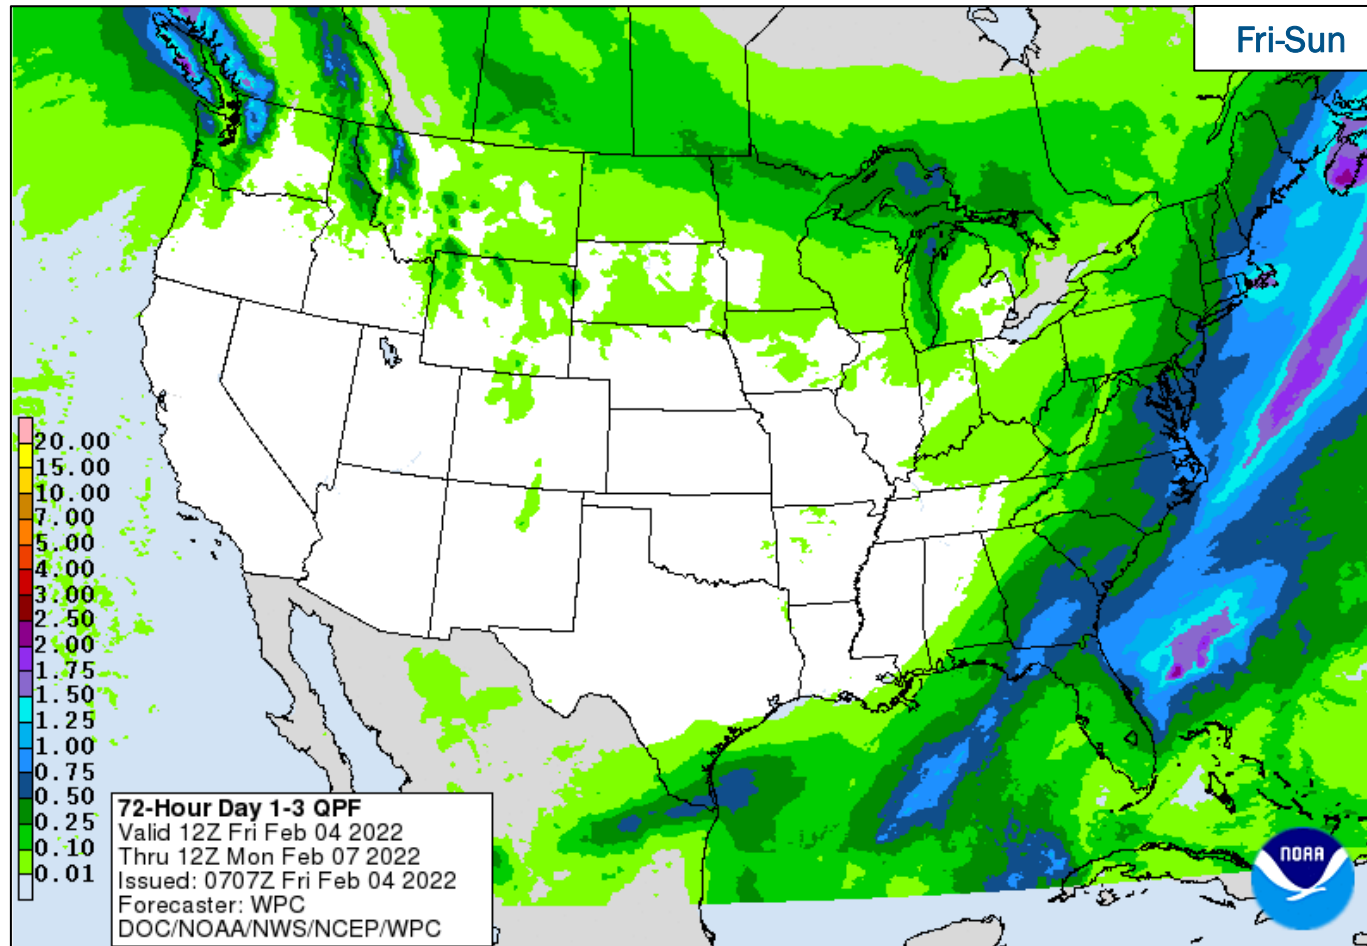 Fri-Sun
20.00
15.00
10.00
7.00
5.00
4.00
3.00
2.50
2.00
1.75
1.50
1.25
1.00
0.75
0.50
0.25
0.10
0.01
72-Hour Day 1-3 QPF
Valid 12Z Fri Feb 04 2022
Thru 12Z Mon Feb 07 2022
Issued: 0707Z Fri Feb 04 2022
Forecaster: WPC
DOC/NOAA/NWS/NCEP/WPC
NOAA